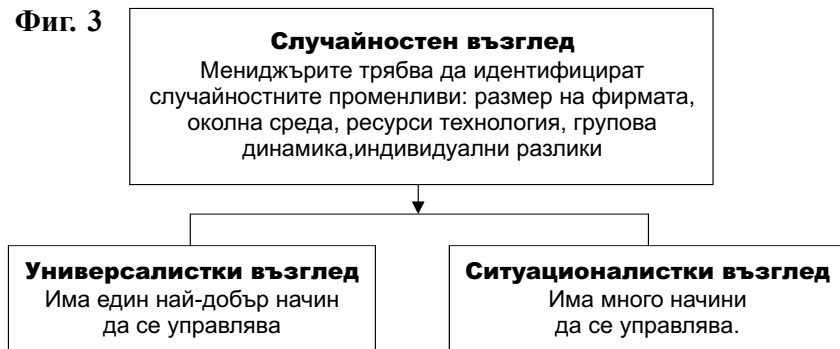 Фиг. 3
Случайностен възглед
Мениджърите трябва да идентифицират
случайностните променливи: размер на фирмата,
околна среда, ресурси технология, групова
динамика,индивидуални разлики
Универсалистки възглед
Има един най-добър начин
да се управлява
Ситуационалистки възглед
Има много начини
да се управлява.